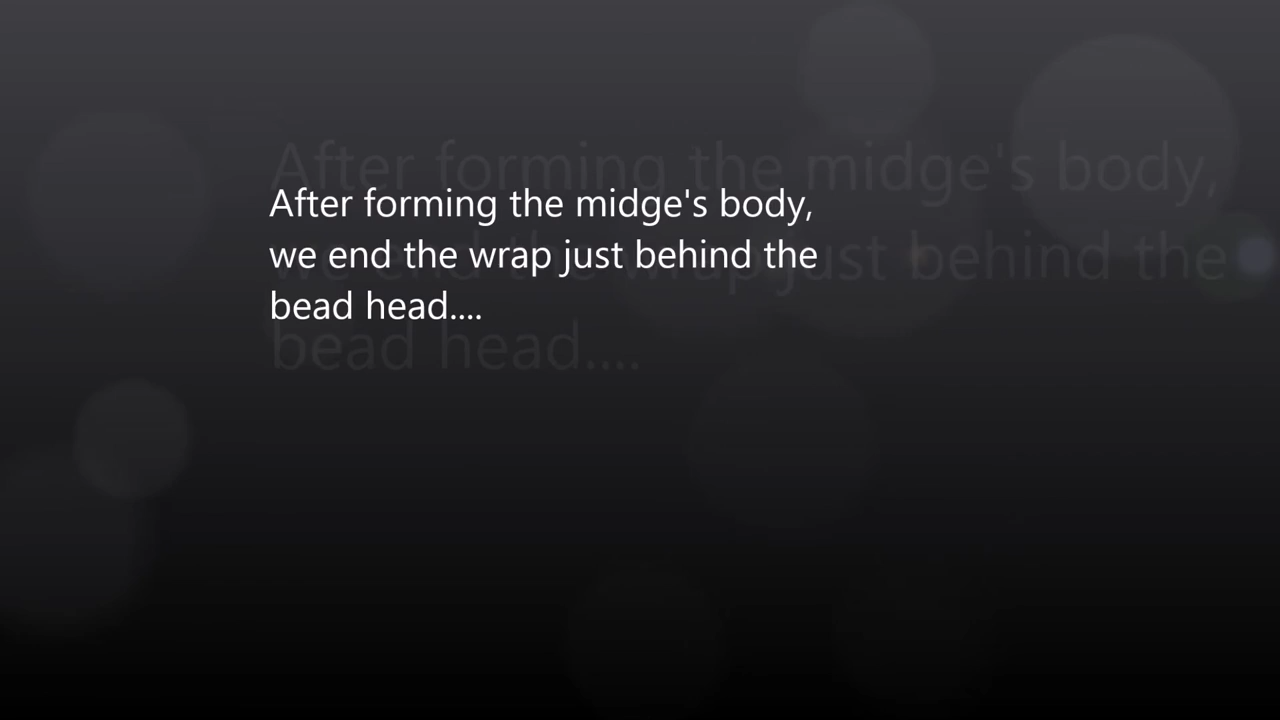 After forming the midge's body,
we end the wrap just behind the
bead head....